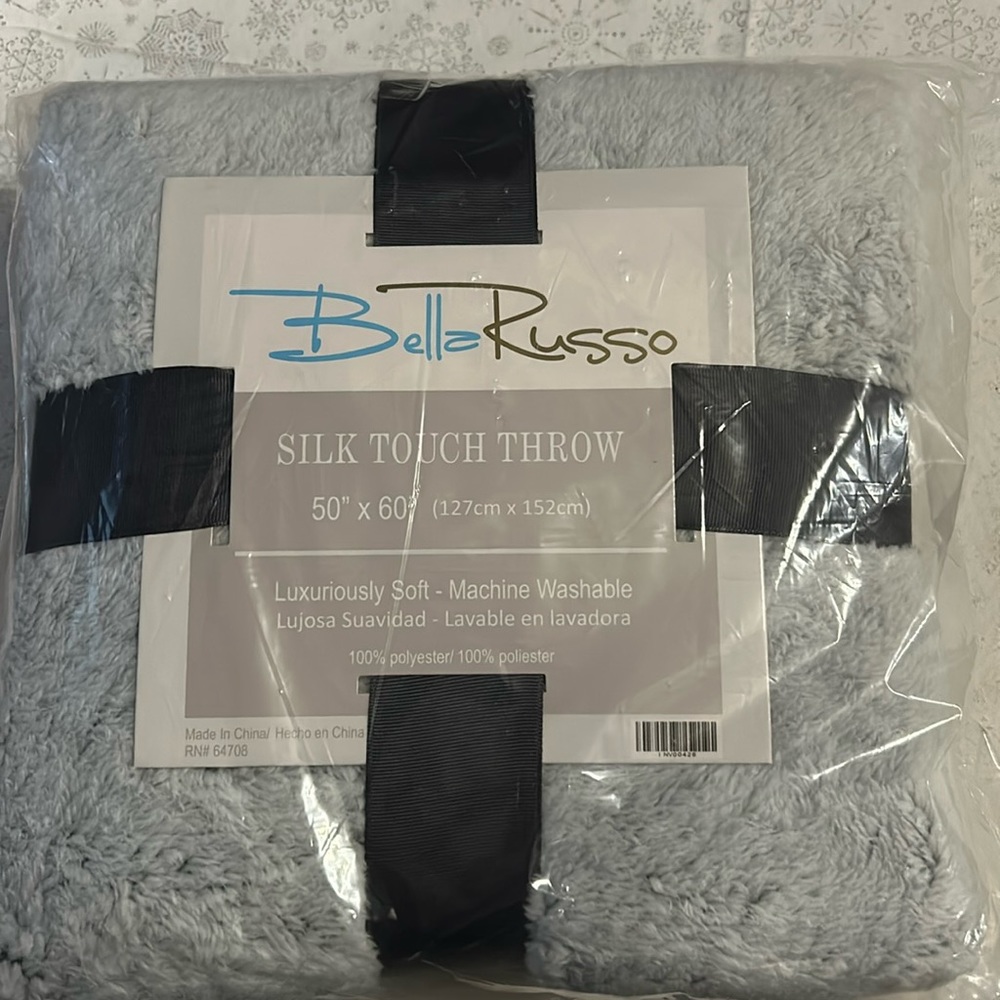 BellaRusso
SILK TOUCH THROW
50” x 60” (127cm x 152cm)
Luxuriously Soft - Machine Washable
Lujosa Suavidad - Lavable en lavadora
100% polyester/ 100% poliester
Made In China/ Hecho en China
RN# 64708